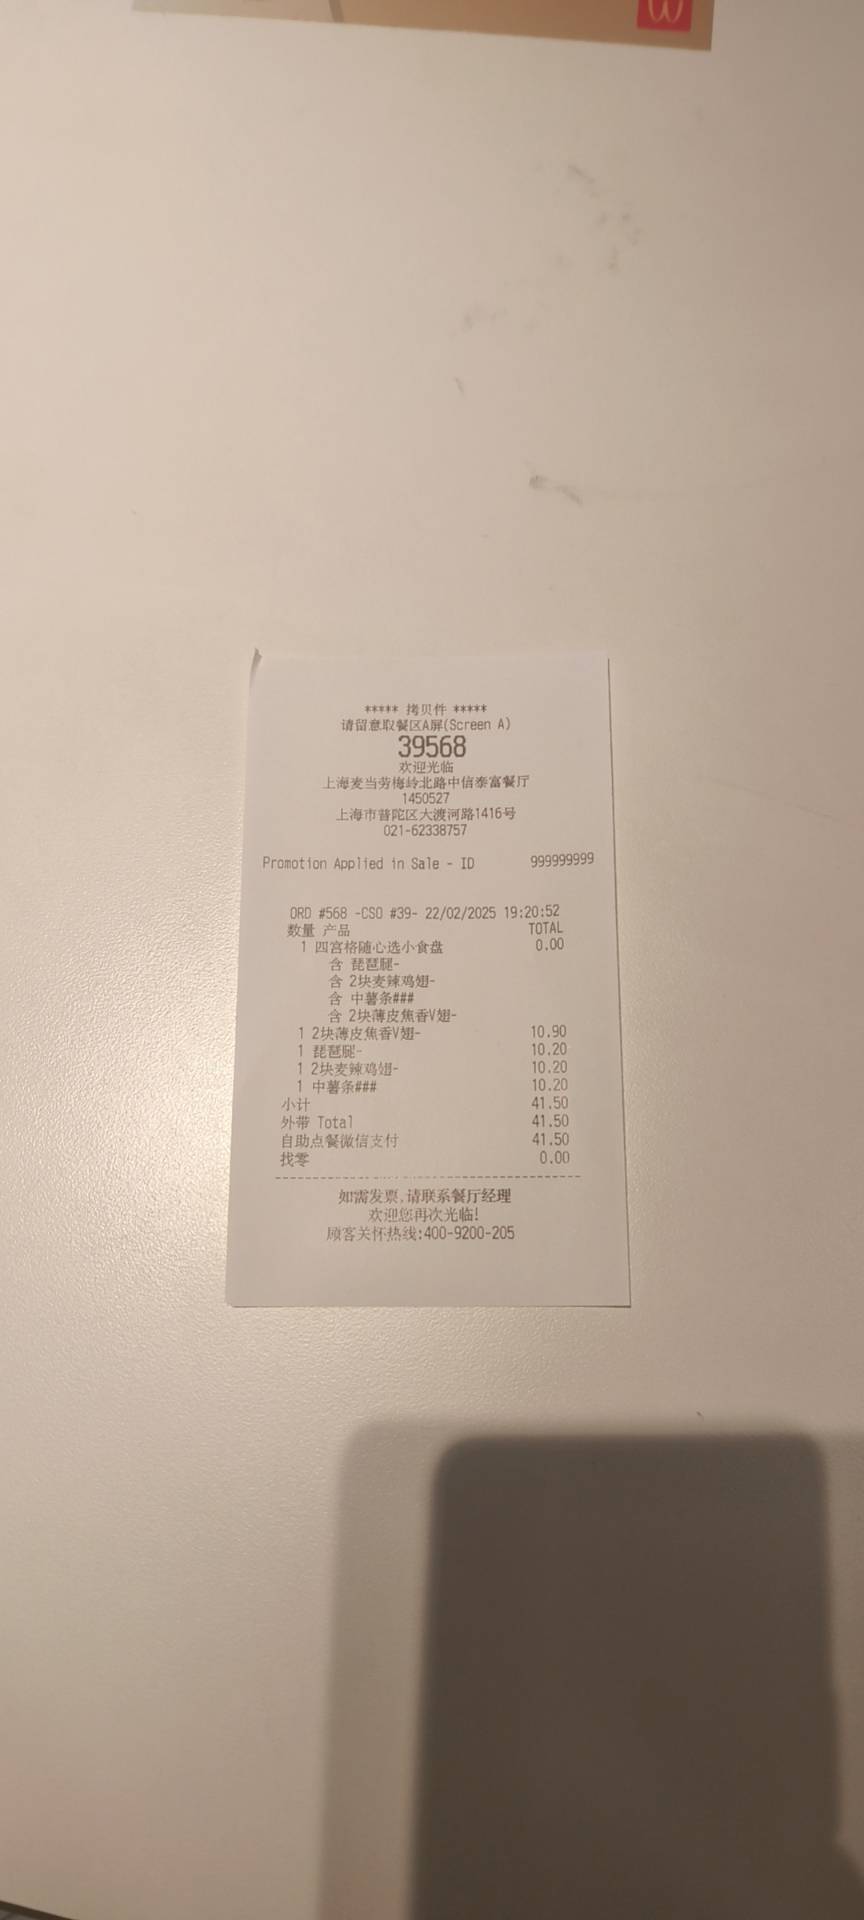 ***** 拷贝件 *****
请留意取餐区A屏(Screen A)
39568
欢迎光临
上海麦当劳梅岭北路中信泰富餐厅
1450527
上海市普陀区大渡河路1416号
021-62338757
Promotion Applied in Sale - ID 999999999
ORD #568 -CSO #39- 22/02/2025 19:20:52
数量 产品 TOTAL
1 四宫格随心选小食盘 0.00
含 琵琶腿-
含 2块麦辣鸡翅-
含 中薯条###
含 2块薄皮焦香V翅-
1 2块薄皮焦香V翅- 10.90
1 琵琶腿- 10.20
1 2块麦辣鸡翅- 10.20
1 中薯条### 10.20
小计 41.50
外带 Total 41.50
自助点餐微信支付 41.50
找零 0.00
如需发票,请联系餐厅经理
欢迎您再次光临!
顾客关怀热线:400-9200-205